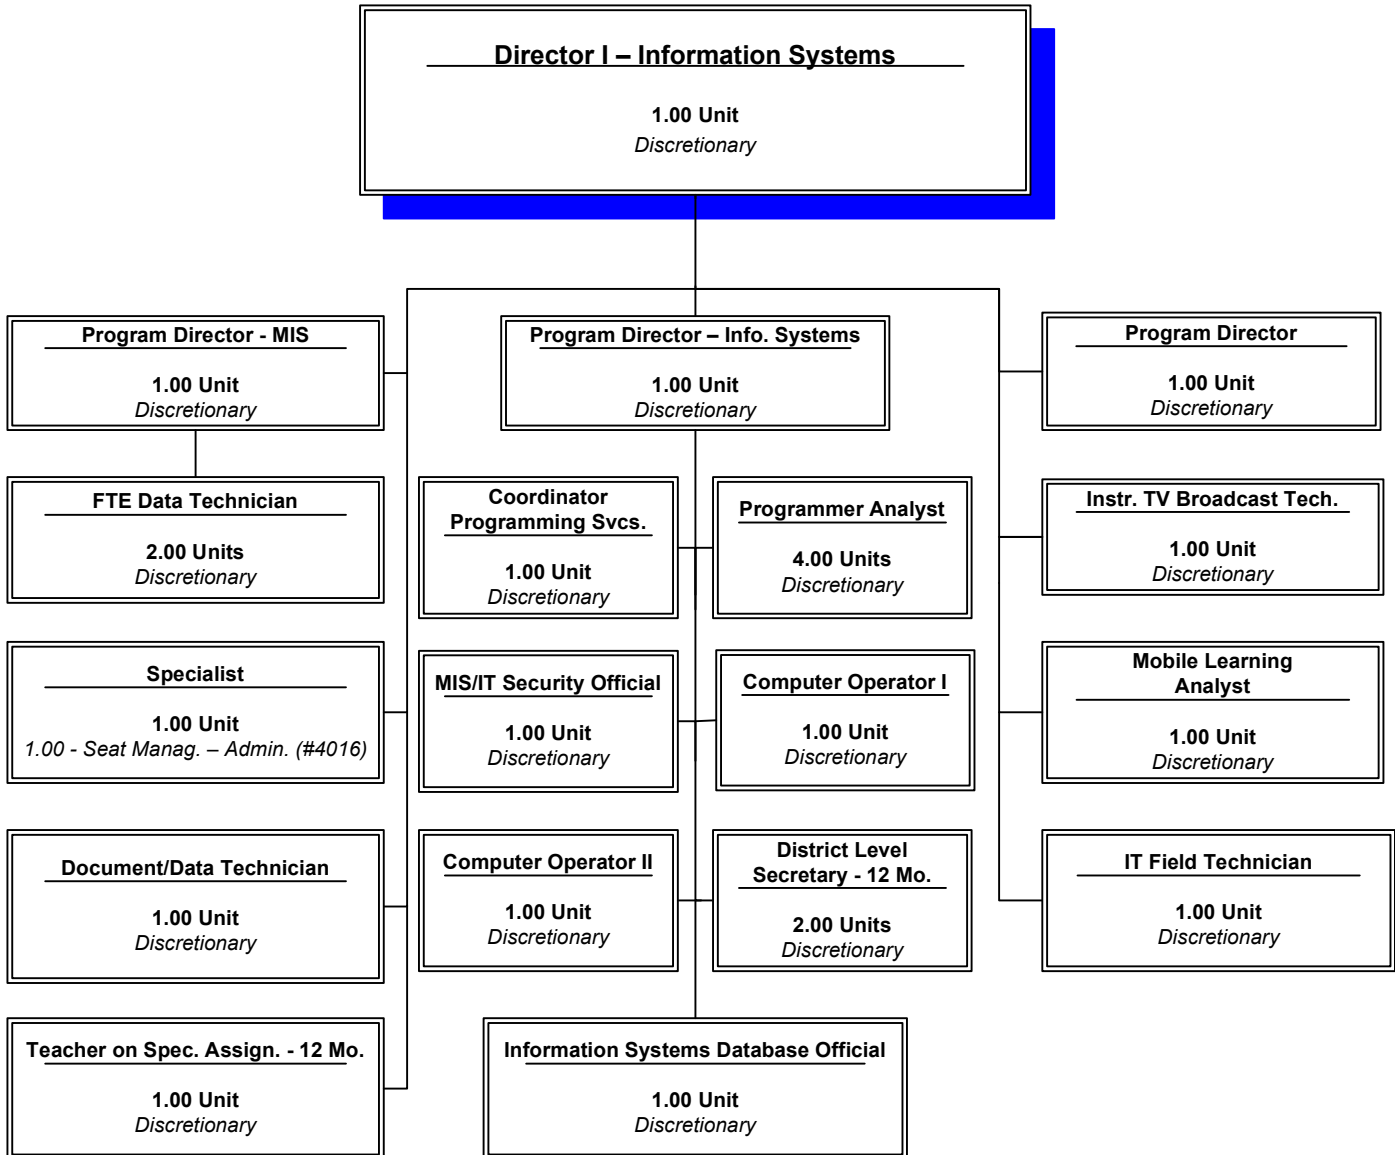 Director I – Information Systems
1.00 Unit
Discretionary
Program Director - MIS
1.00 Unit
Discretionary
Program Director – Info. Systems
1.00 Unit
Discretionary
Program Director
1.00 Unit
Discretionary
FTE Data Technician
2.00 Units
Discretionary
Coordinator
Programming Svcs.
1.00 Unit
Discretionary
Programmer Analyst
4.00 Units
Discretionary
Instr. TV Broadcast Tech.
1.00 Unit
Discretionary
Specialist
1.00 Unit
1.00 - Seat Manag. – Admin. (#4016)
MIS/IT Security Official
1.00 Unit
Discretionary
Computer Operator I
1.00 Unit
Discretionary
Mobile Learning
Analyst
1.00 Unit
Discretionary
Document/Data Technician
1.00 Unit
Discretionary
Computer Operator II
1.00 Unit
Discretionary
District Level
Secretary - 12 Mo.
2.00 Units
Discretionary
IT Field Technician
1.00 Unit
Discretionary
Teacher on Spec. Assign. - 12 Mo.
1.00 Unit
Discretionary
Information Systems Database Official
1.00 Unit
Discretionary